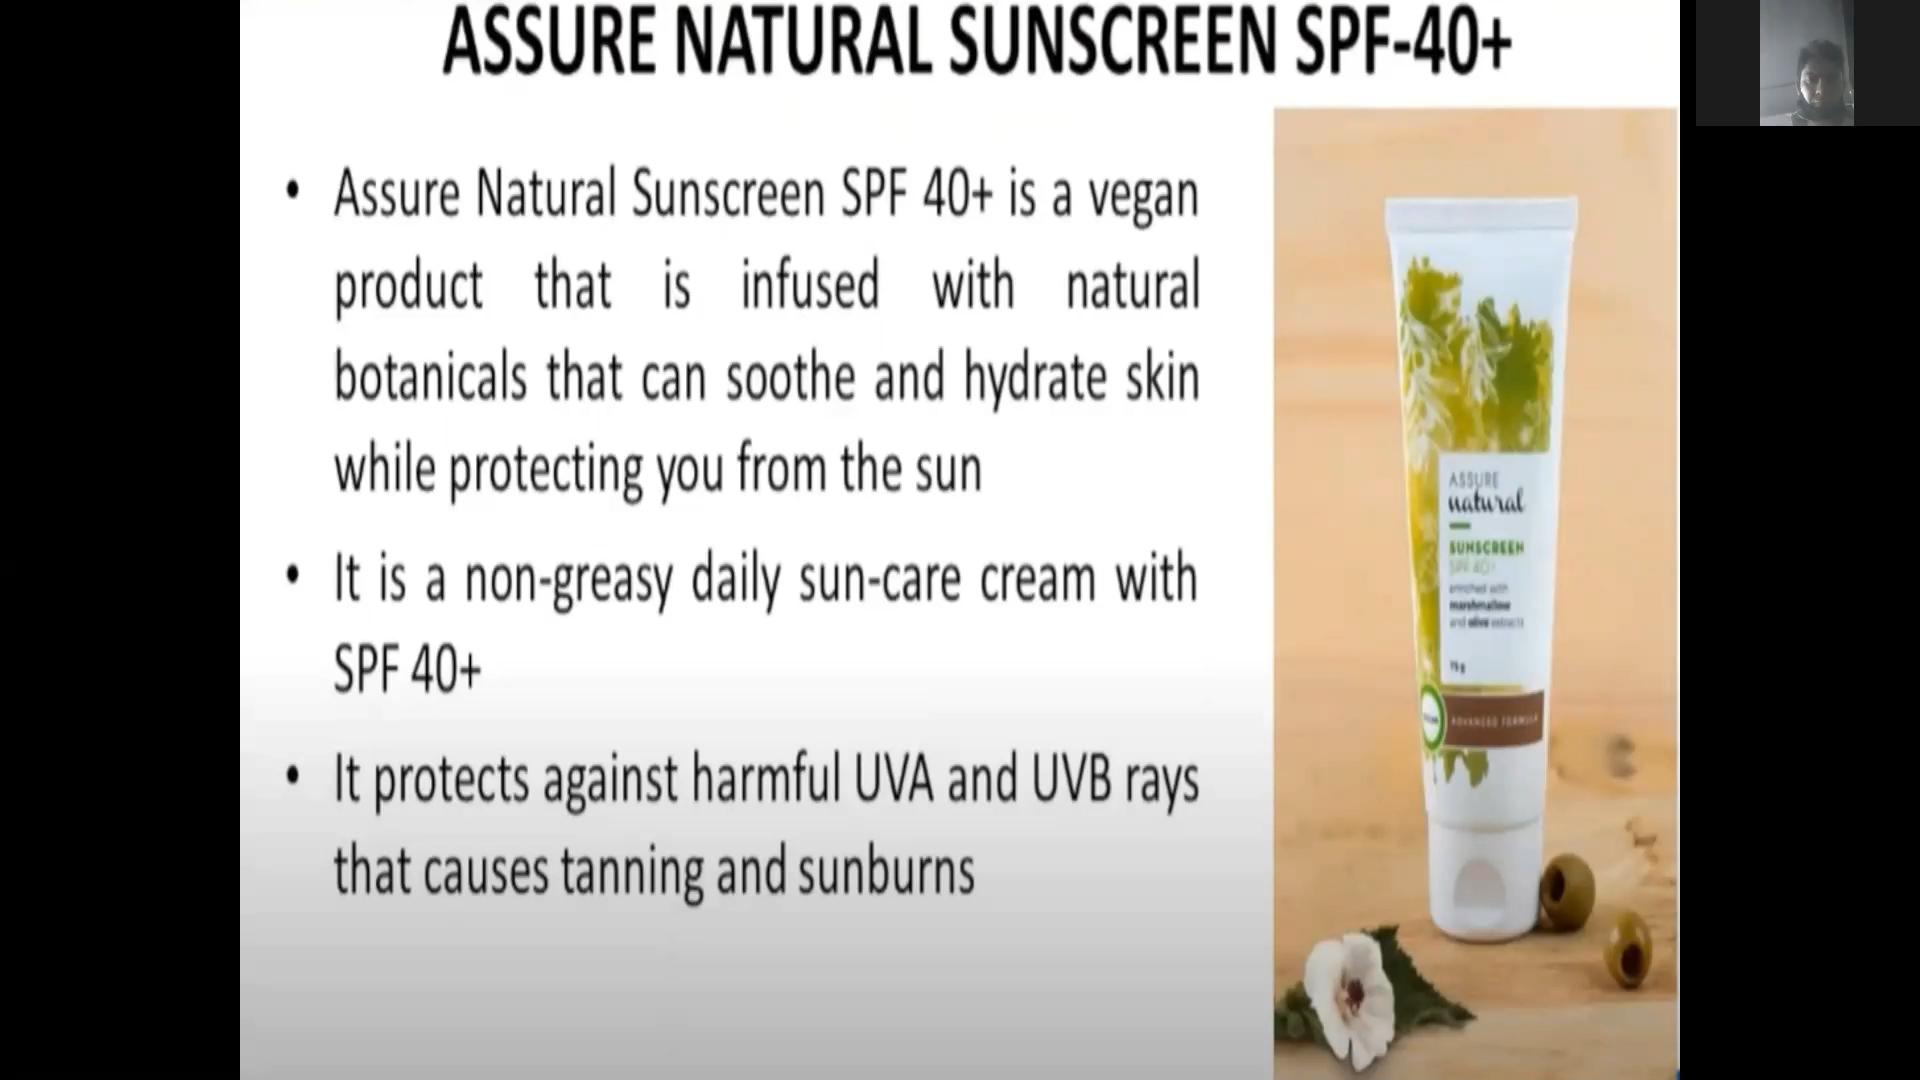 ASSURE NATURAL SUNSCREEN SPF-40+
• Assure Natural Sunscreen SPF 40+ is a vegan
product that is infused with natural
botanicals that can soothe and hydrate skin
while protecting you from the sun
• It is a non-greasy daily sun-care cream with
SPF 40+
• It protects against harmful UVA and UVB rays
that causes tanning and sunburns
ASSURE
natural
SUNSCREEN
SPF 40+
enriched with
marshmallow
and olive extracts
75 g
ADVANCED FORMULA